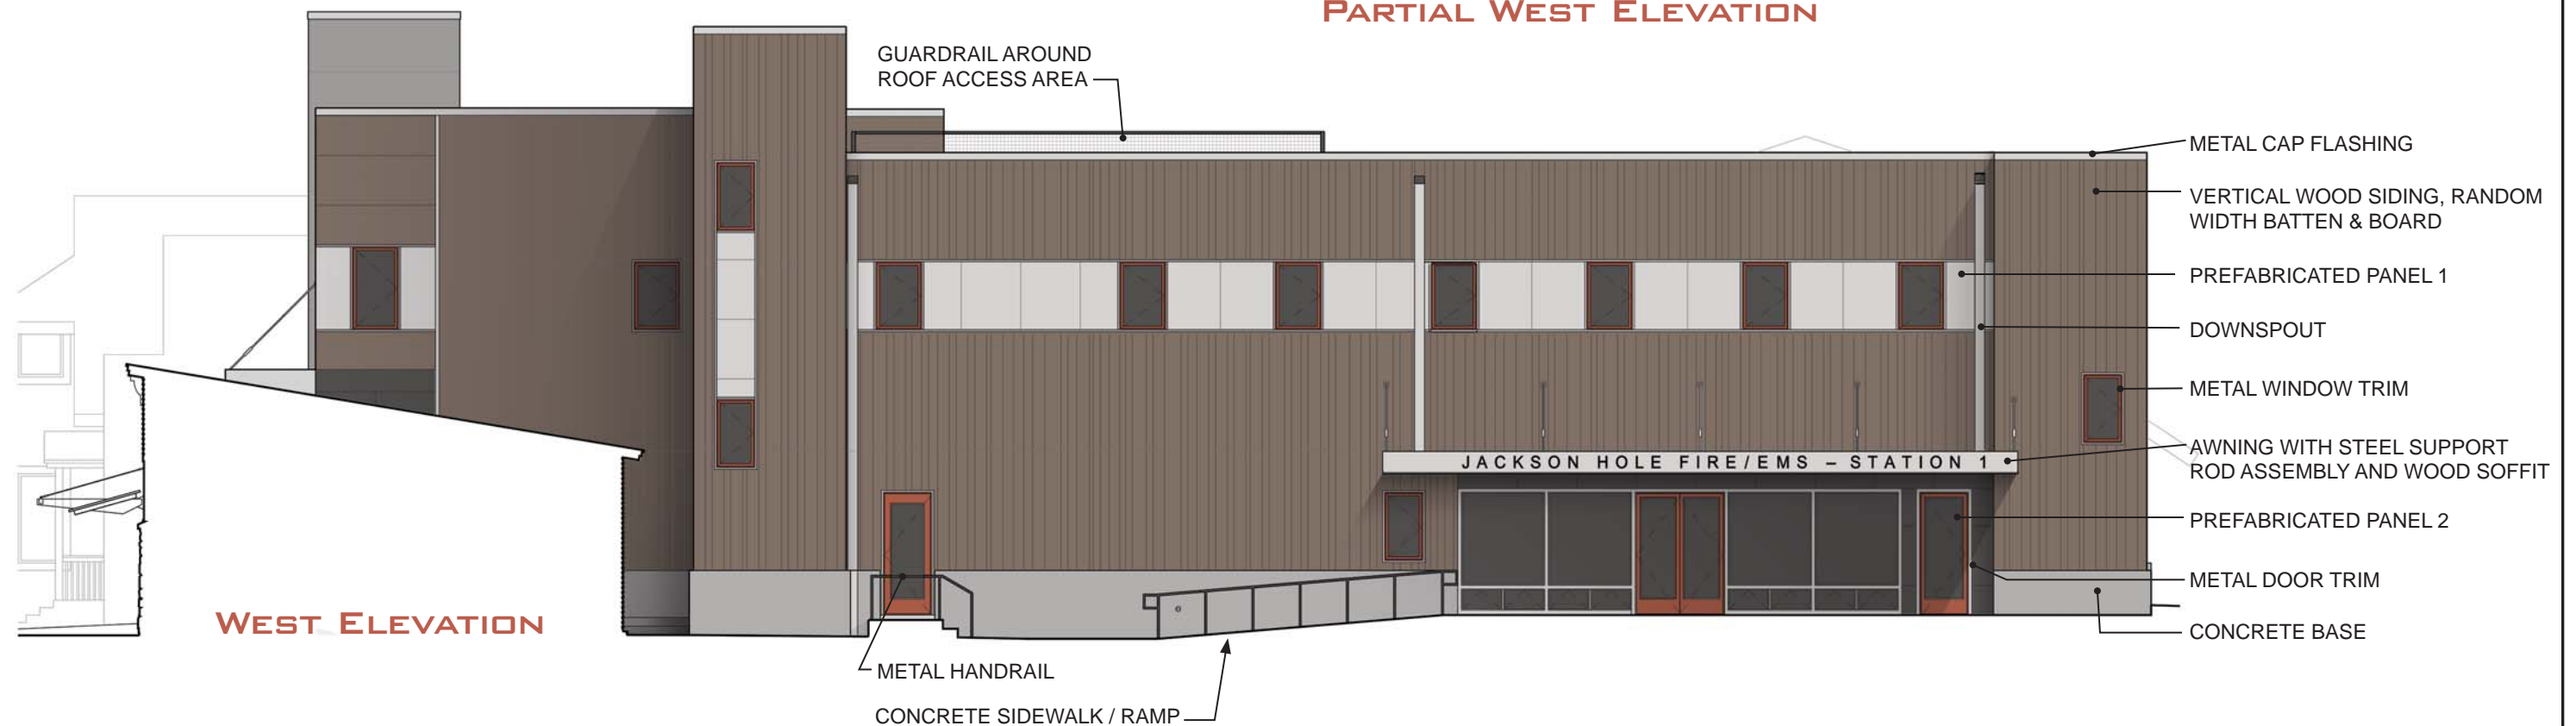 PARTIAL WEST ELEVATION
GUARDRAIL AROUND
ROOF ACCESS AREA
METAL CAP FLASHING
VERTICAL WOOD SIDING, RANDOM
WIDTH BATTEN & BOARD
PREFABRICATED PANEL 1
DOWNSPOUT
METAL WINDOW TRIM
AWNING WITH STEEL SUPPORT
ROD ASSEMBLY AND WOOD SOFFIT
JACKSON HOLE FIRE/EMS – STATION 1
PREFABRICATED PANEL 2
METAL DOOR TRIM
CONCRETE BASE
WEST ELEVATION
METAL HANDRAIL
CONCRETE SIDEWALK / RAMP